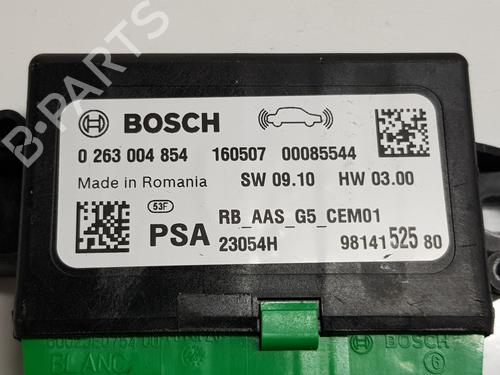 B-PARTS
BOSCH
0 263 004 854 160507 00085544
Made in Romania SW 09.10 HW 03.00
53F RB_AAS_G5_CEM01
PSA 23054H 98141 525 80
BLANC BOSCH 6